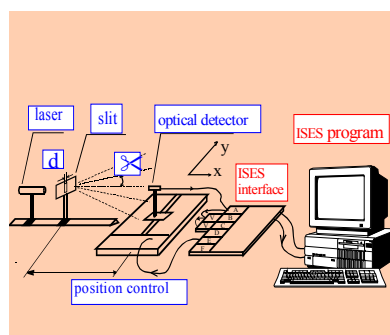 laser
slit
optical detector
ISES program
d
y
x
ISES
interface
A
V
B
V
C
D
E
F
position control